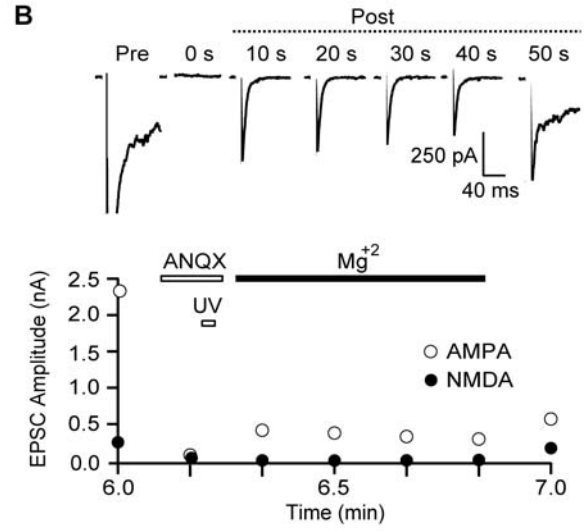 B
Post
Pre 0 s 10 s 20 s 30 s 40 s 50 s
250 pA
40 ms
ANQX
Mg+2
UV
EPSC Amplitude (nA)
2.5
2.0
1.5
1.0
0.5
0.0
AMPA
NMDA
6.0 6.5 7.0
Time (min)